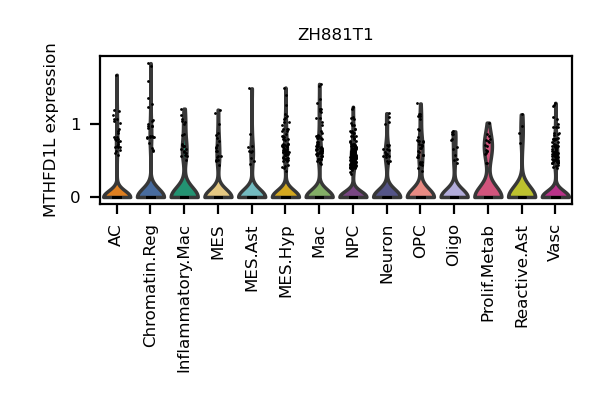 ZH881T1
MTHFD1L expression
1
0
AC
Chromatin.Reg
Inflammatory.Mac
MES
MES.Ast
MES.Hyp
Mac
NPC
Neuron
OPC
Oligo
Prolif.Metab
Reactive.Ast
Vasc